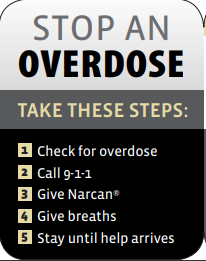 STOP AN
OVERDOSE
TAKE THESE STEPS:
1 Check for overdose
2 Call 9-1-1
3 Give Narcan®
4 Give breaths
5 Stay until help arrives